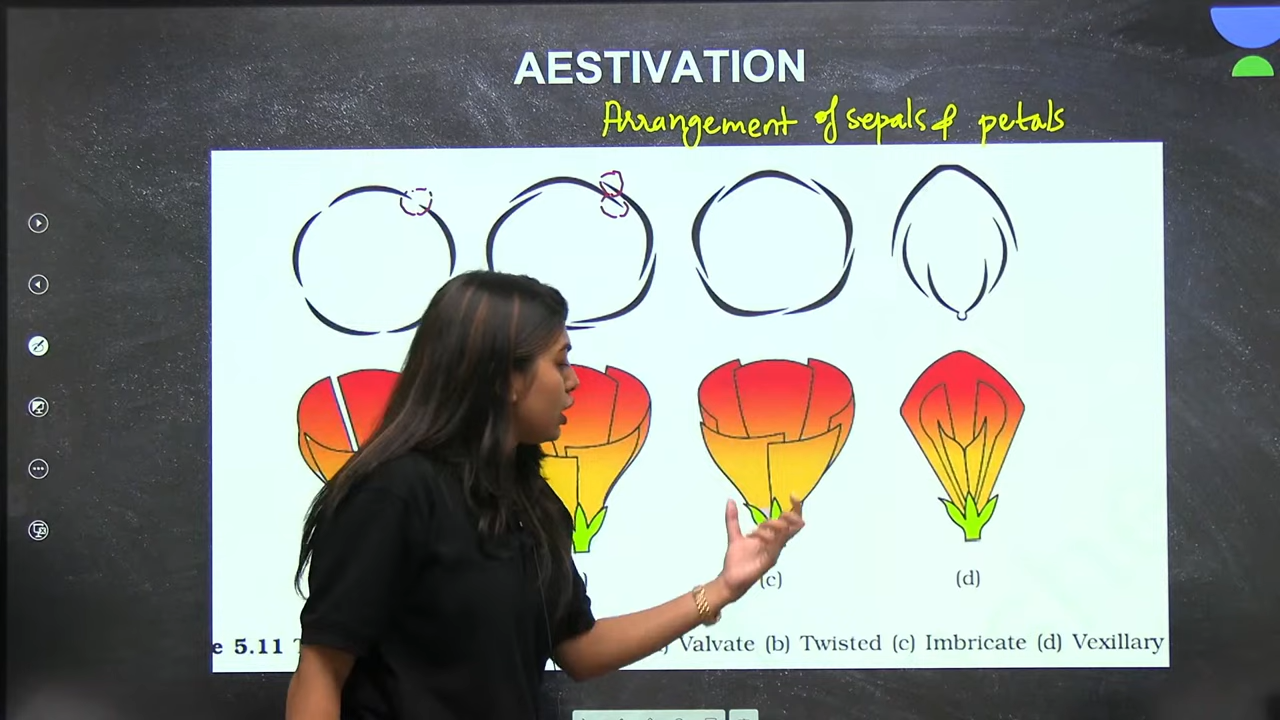 AESTIVATION
Arrangement of sepals & petals
(c)
(d)
5.11
Valvate (b) Twisted (c) Imbricate (d) Vexillary